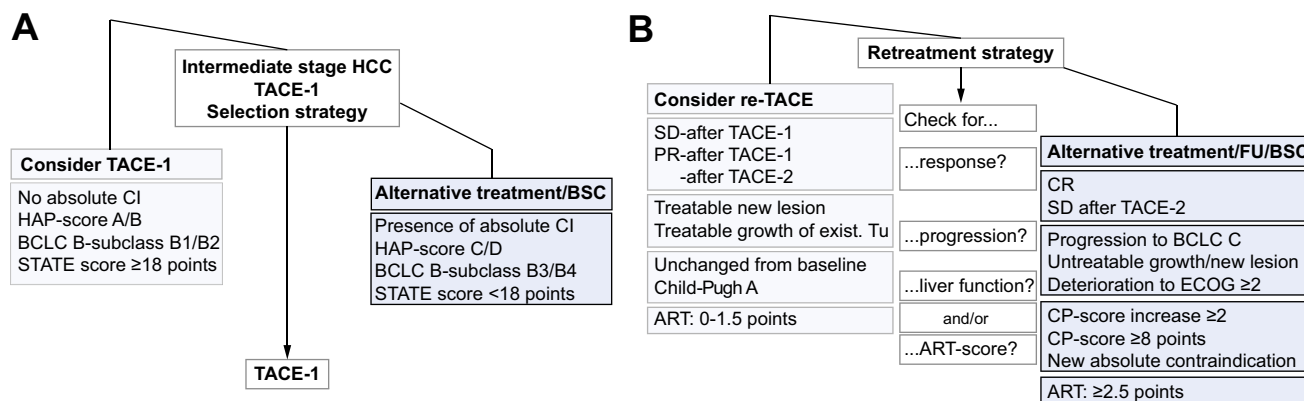 A
Intermediate stage HCC
TACE-1
Selection strategy
Consider TACE-1
No absolute CI
HAP-score A/B
BCLC B-subclass B1/B2
STATE score ≥18 points
Alternative treatment/BSC
Presence of absolute CI
HAP-score C/D
BCLC B-subclass B3/B4
STATE score <18 points
TACE-1
B
Retreatment strategy
Consider re-TACE
SD-after TACE-1
PR-after TACE-1
-after TACE-2
Treatable new lesion
Treatable growth of exist. Tu
Unchanged from baseline
Child-Pugh A
ART: 0-1.5 points
Check for...
...response?
...progression?
...liver function?
and/or
...ART-score?
Alternative treatment/FU/BSC
CR
SD after TACE-2
Progression to BCLC C
Untreatable growth/new lesion
Deterioration to ECOG ≥2
CP-score increase ≥2
CP-score ≥8 points
New absolute contraindication
ART: ≥2.5 points